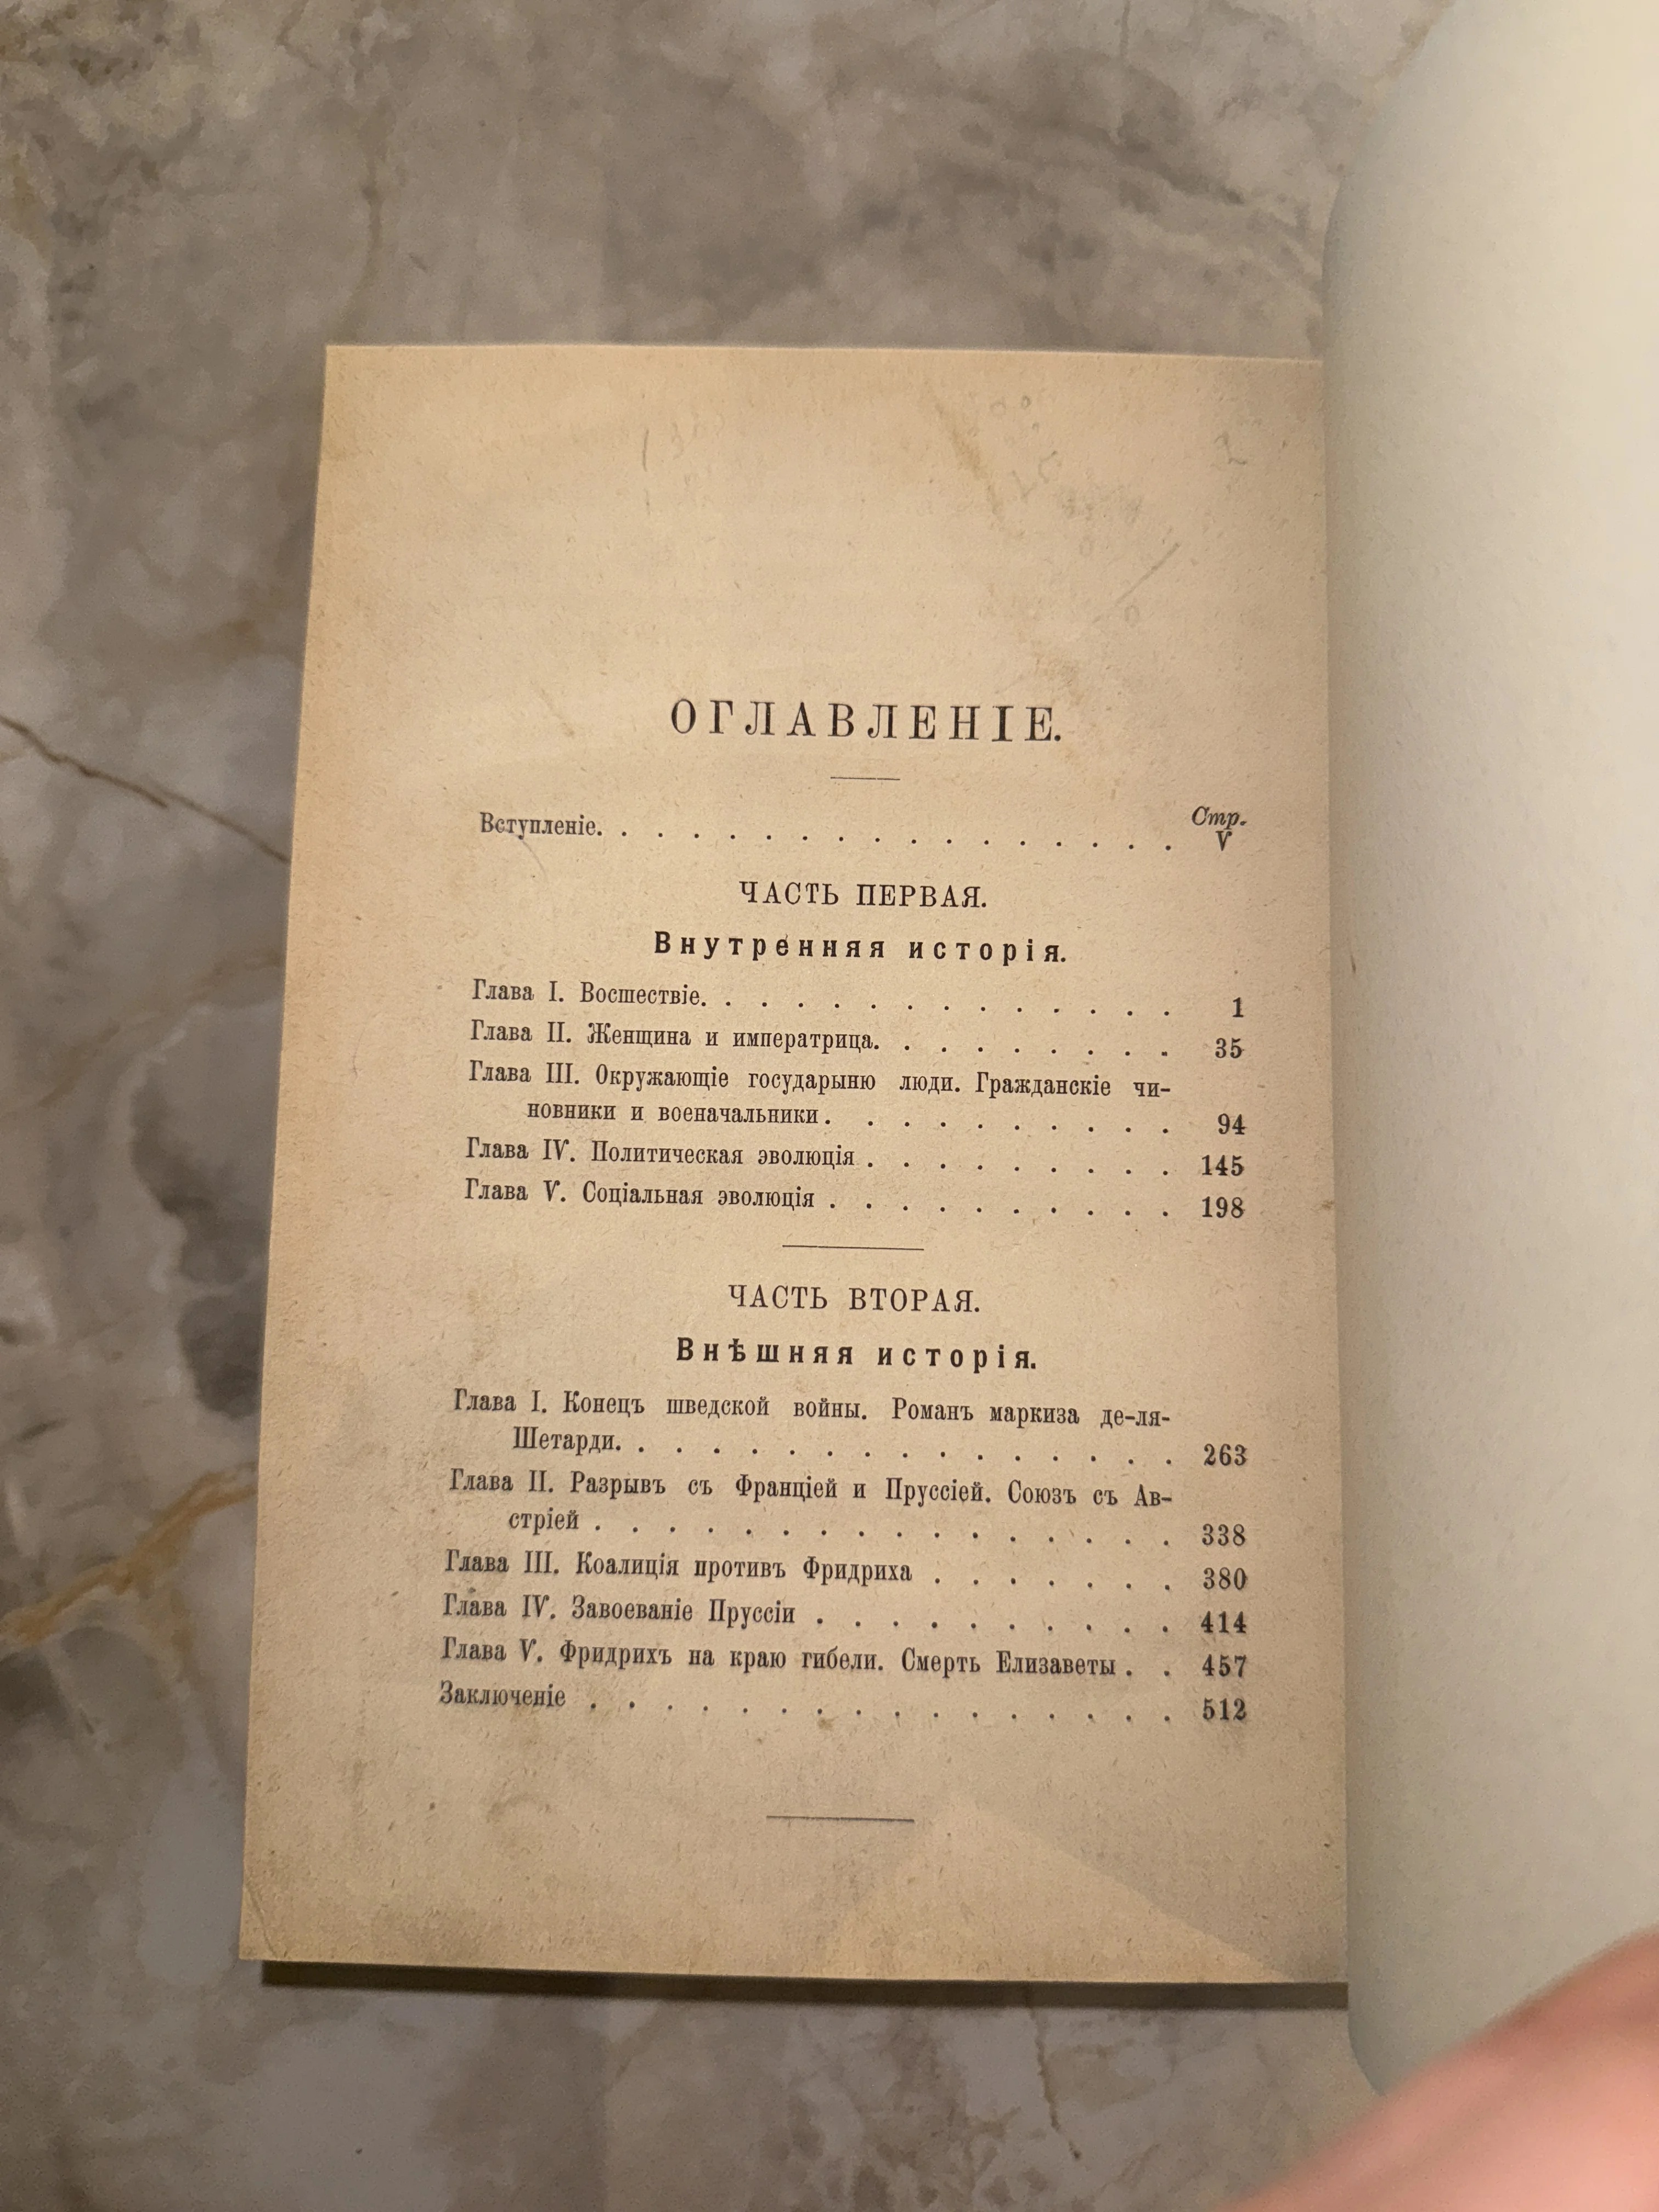 ОГЛАВЛЕНІЕ.
Стр.
Вступленіе. . . . . . . . . . . . . . . . . V
ЧАСТЬ ПЕРВАЯ.
Внутренняя исторія.
Глава I. Восшествіе. . . . . . . . . . . . . . 1
Глава II. Женщина и императрица. . . . . . . . . 35
Глава III. Окружающіе государыню люди. Гражданскіе чи-
новники и военачальники . . . . . . . . . . 94
Глава IV. Политическая эволюція . . . . . . . . . 145
Глава V. Соціальная эволюція . . . . . . . . . . 198
ЧАСТЬ ВТОРАЯ.
Внѣшняя исторія.
Глава I. Конецъ шведской войны. Романъ маркиза де-ля-
Шетарди. . . . . . . . . . . . . . . . 263
Глава II. Разрывъ съ Франціей и Пруссіей. Союзъ съ Ав-
стріей . . . . . . . . . . . . . . . . 338
Глава III. Коалиція противъ Фридриха . . . . . . . 380
Глава IV. Завоеваніе Пруссіи . . . . . . . . . . 414
Глава V. Фридрихъ на краю гибели. Смерть Елизаветы . . 457
Заключеніе . . . . . . . . . . . . . . . . 512